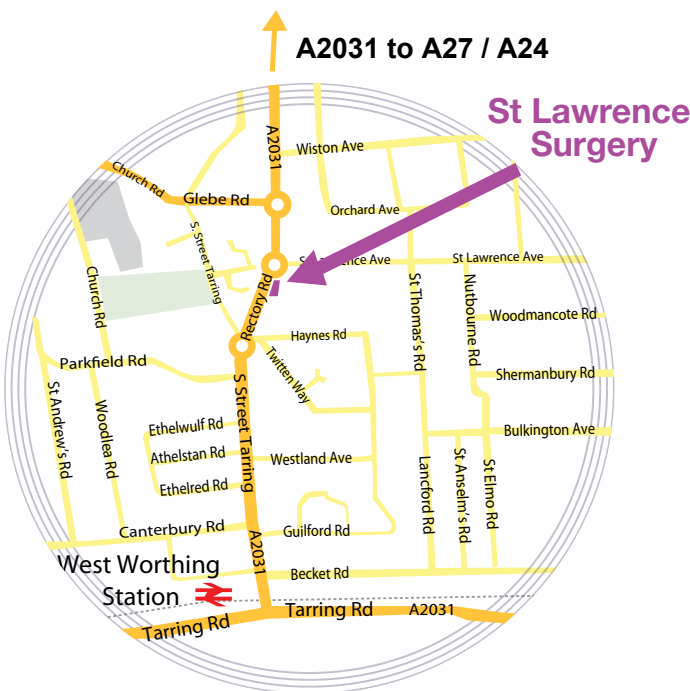 A2031 to A27 / A24
St Lawrence
Surgery
A2031
Wiston Ave
Church Rd
Glebe Rd
Orchard Ave
S. Street Tarring
Lawrence Ave
St Lawrence Ave
Church Rd
Rectory Rd
St Thomas's Rd
Nutbourne Rd
Woodmancote Rd
Haynes Rd
Parkfield Rd
Twitten Way
Shermanbury Rd
St Andrew's Rd
Woodlea Rd
S Street Tarring
Ethelwulf Rd
Bulkington Ave
Athelstan Rd
Westland Ave
Ethelred Rd
Lancford Rd
St Anselm's Rd
St Elmo Rd
Canterbury Rd
Guilford Rd
A2031
West Worthing
Station
Becket Rd
Tarring Rd
Tarring Rd
A2031